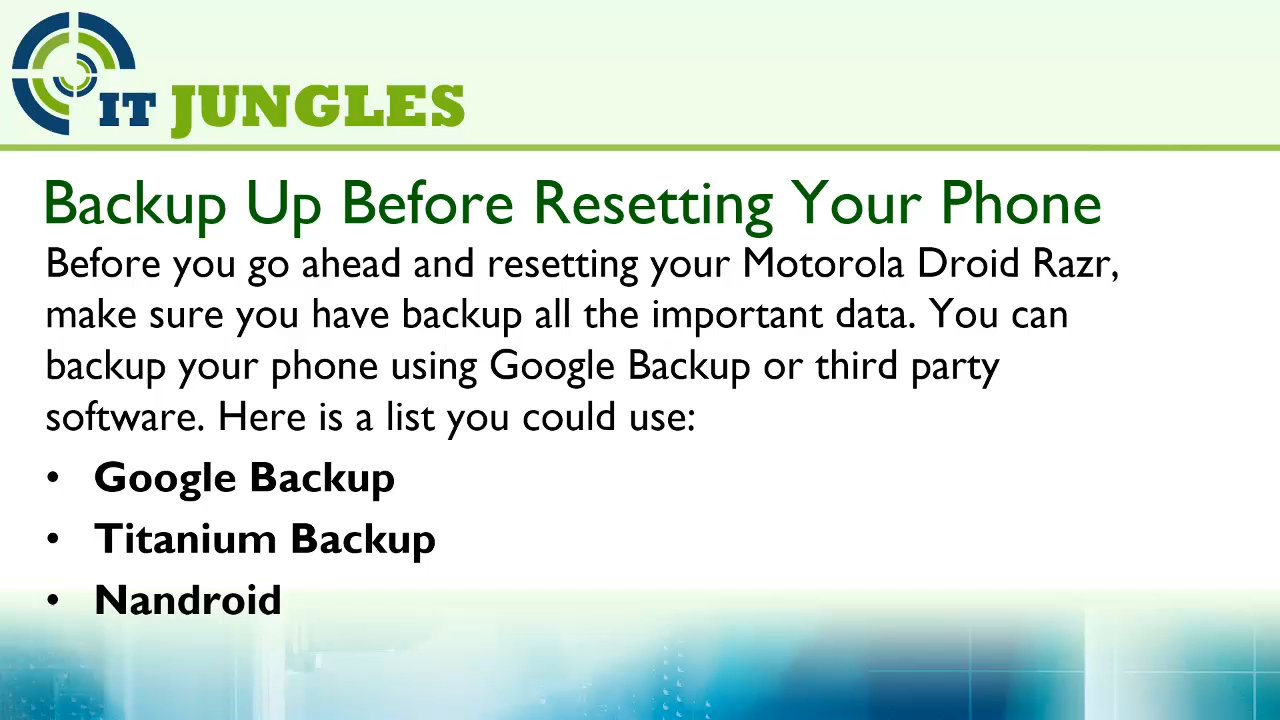 IT JUNGLES
Backup Up Before Resetting Your Phone
Before you go ahead and resetting your Motorola Droid Razr,
make sure you have backup all the important data. You can
backup your phone using Google Backup or third party
software. Here is a list you could use:
• Google Backup
• Titanium Backup
• Nandroid